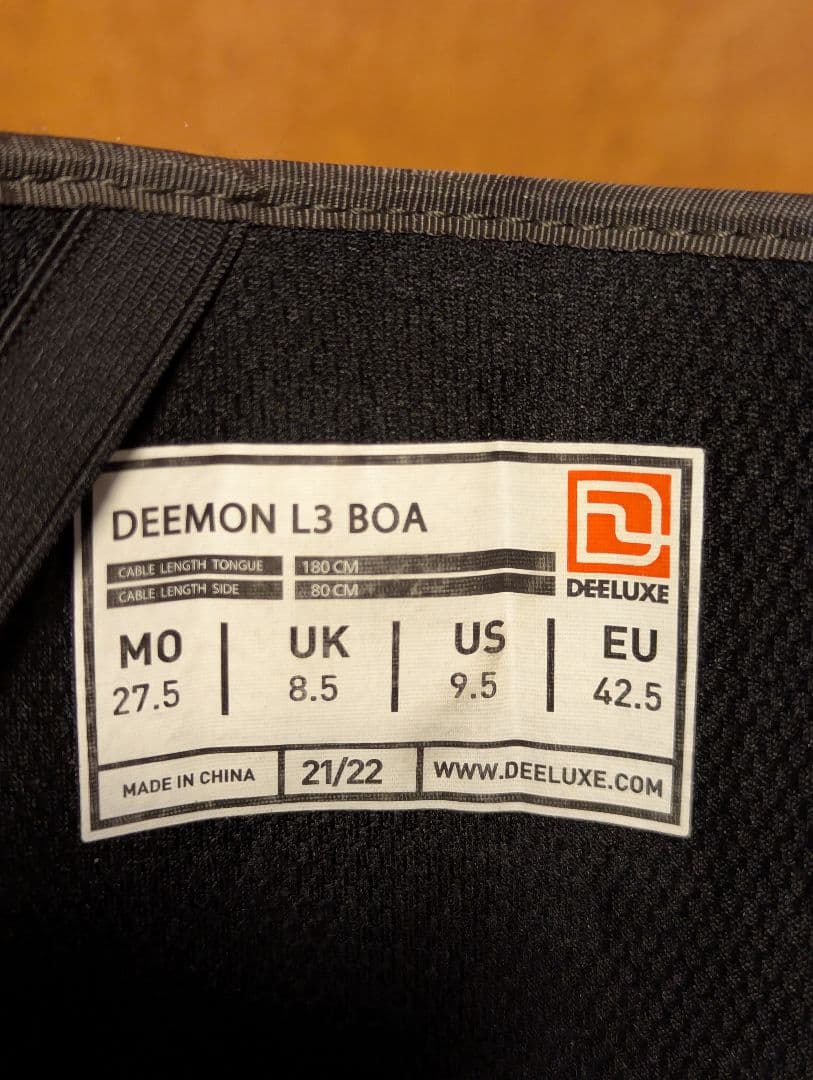 DEEMON L3 BOA
CABLE LENGTH TONGUE 180 CM
CABLE LENGTH SIDE 80 CM
DEELUXE
MO UK US EU
27.5 8.5 9.5 42.5
MADE IN CHINA 21/22 WWW.DEELUXE.COM